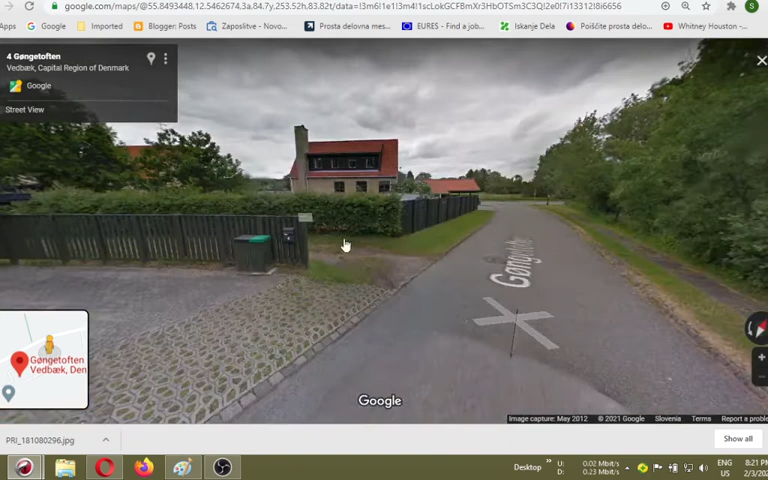 google.com/maps/@55.8493448,12.5462674,3a,84.7y,253.52h,83.82t/data=!3m6!1e1!3m4!1scLokGCFBmXr3HbOTSm3C3Q!2e0!7i13312!8i6656
Apps
Google
Imported
Blogger: Posts
Zaposlitve - Novo...
Prosta delovna mes...
EURES - Find a job...
Iskanje Dela
Poiščite prosta delo...
Whitney Houston...
4 Gøngetoften
Vedbæk, Capital Region of Denmark
Google
Street View
Gøngetofte
Gøngetoften
Vedbæk, Den
Google
Image capture: May 2012
© 2021 Google
Slovenia
Terms
Report a proble
PRJ_181080296.jpg
Show all
Desktop
U:
D:
0.02 Mbit/s
0.23 Mbit/s
ENG
US
8:21
2/3/202